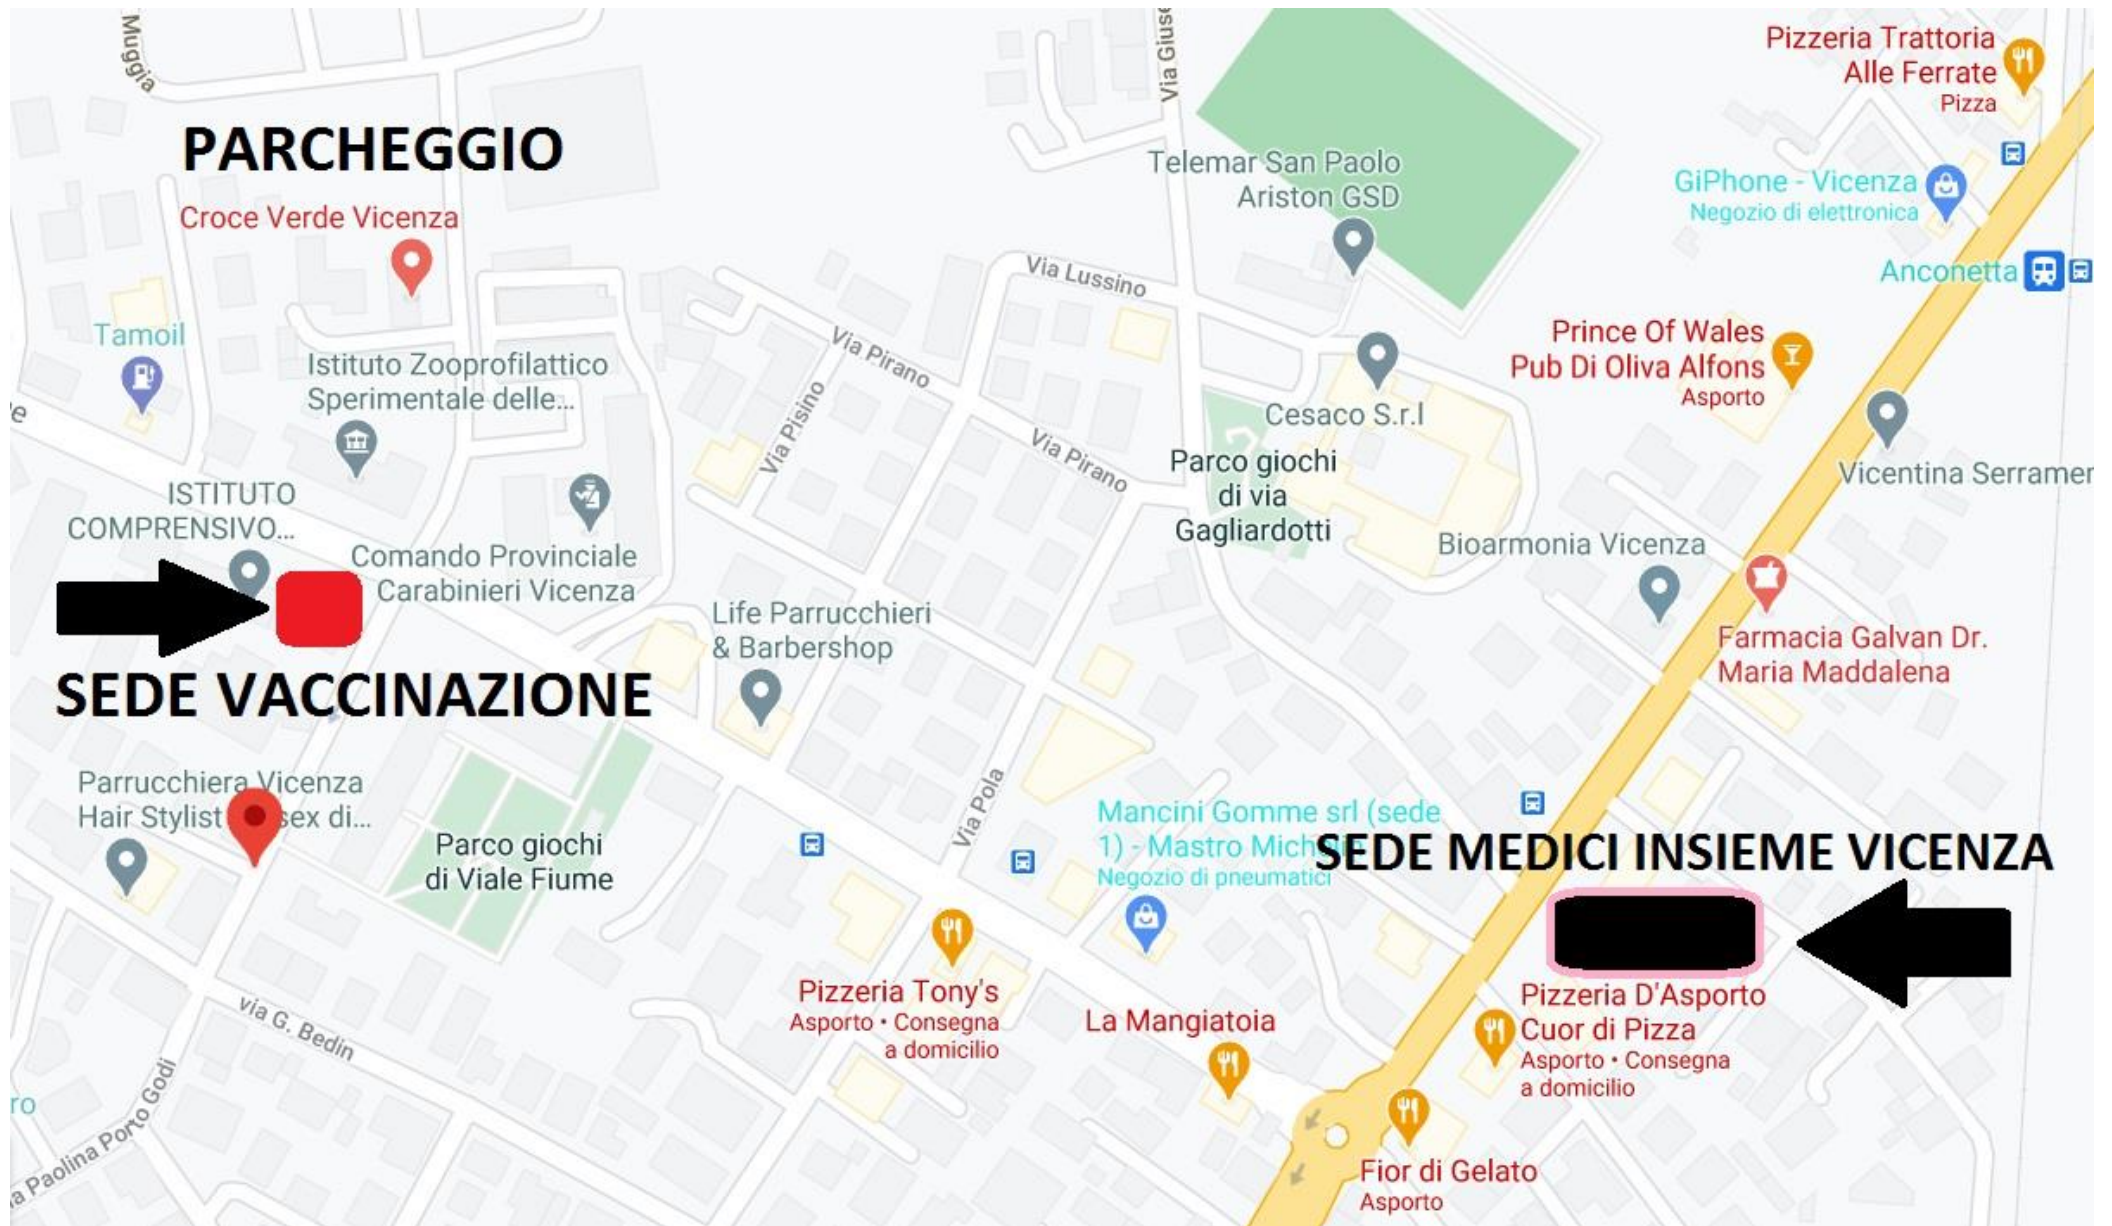 Muggia
Via Giuse
Pizzeria Trattoria
Alle Ferrate
Pizza
PARCHEGGIO
Croce Verde Vicenza
Telemar San Paolo
Ariston GSD
GiPhone - Vicenza
Negozio di elettronica
Via Lussino
Anconetta
Tamoil
Istituto Zooprofilattico
Sperimentale delle...
Via Pirano
Via Pisino
Prince Of Wales
Pub Di Oliva Alfons
Asporto
e
Cesaco S.r.l
Via Pirano
Parco giochi
di via
Gagliardotti
Vicentina Serramer
ISTITUTO
COMPRENSIVO...
Comando Provinciale
Carabinieri Vicenza
Bioarmonia Vicenza
Life Parrucchieri
& Barbershop
Farmacia Galvan Dr.
Maria Maddalena
SEDE VACCINAZIONE
Parrucchiera Vicenza
Hair Stylist sex di...
Parco giochi
di Viale Fiume
Via Pola
Mancini Gomme srl (sede
1) - Mastro Mich
Negozio di pneumatici
SEDE MEDICI INSIEME VICENZA
Pizzeria Tony's
Asporto • Consegna
a domicilio
La Mangiatoia
Pizzeria D'Asporto
Cuor di Pizza
Asporto • Consegna
a domicilio
via G. Bedin
ro
a Paolina Porto Godi
Fior di Gelato
Asporto